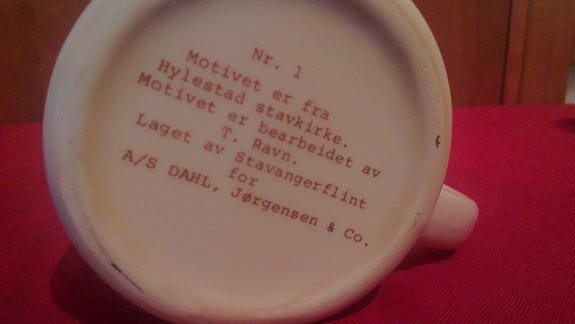 Nr. 1
Motivet er fra
Hylestad stavkirke.
Motivet er bearbeidet av
T. Ravn.
Laget av Stavangerflint
for
A/S DAHL, Jørgensen & Co.